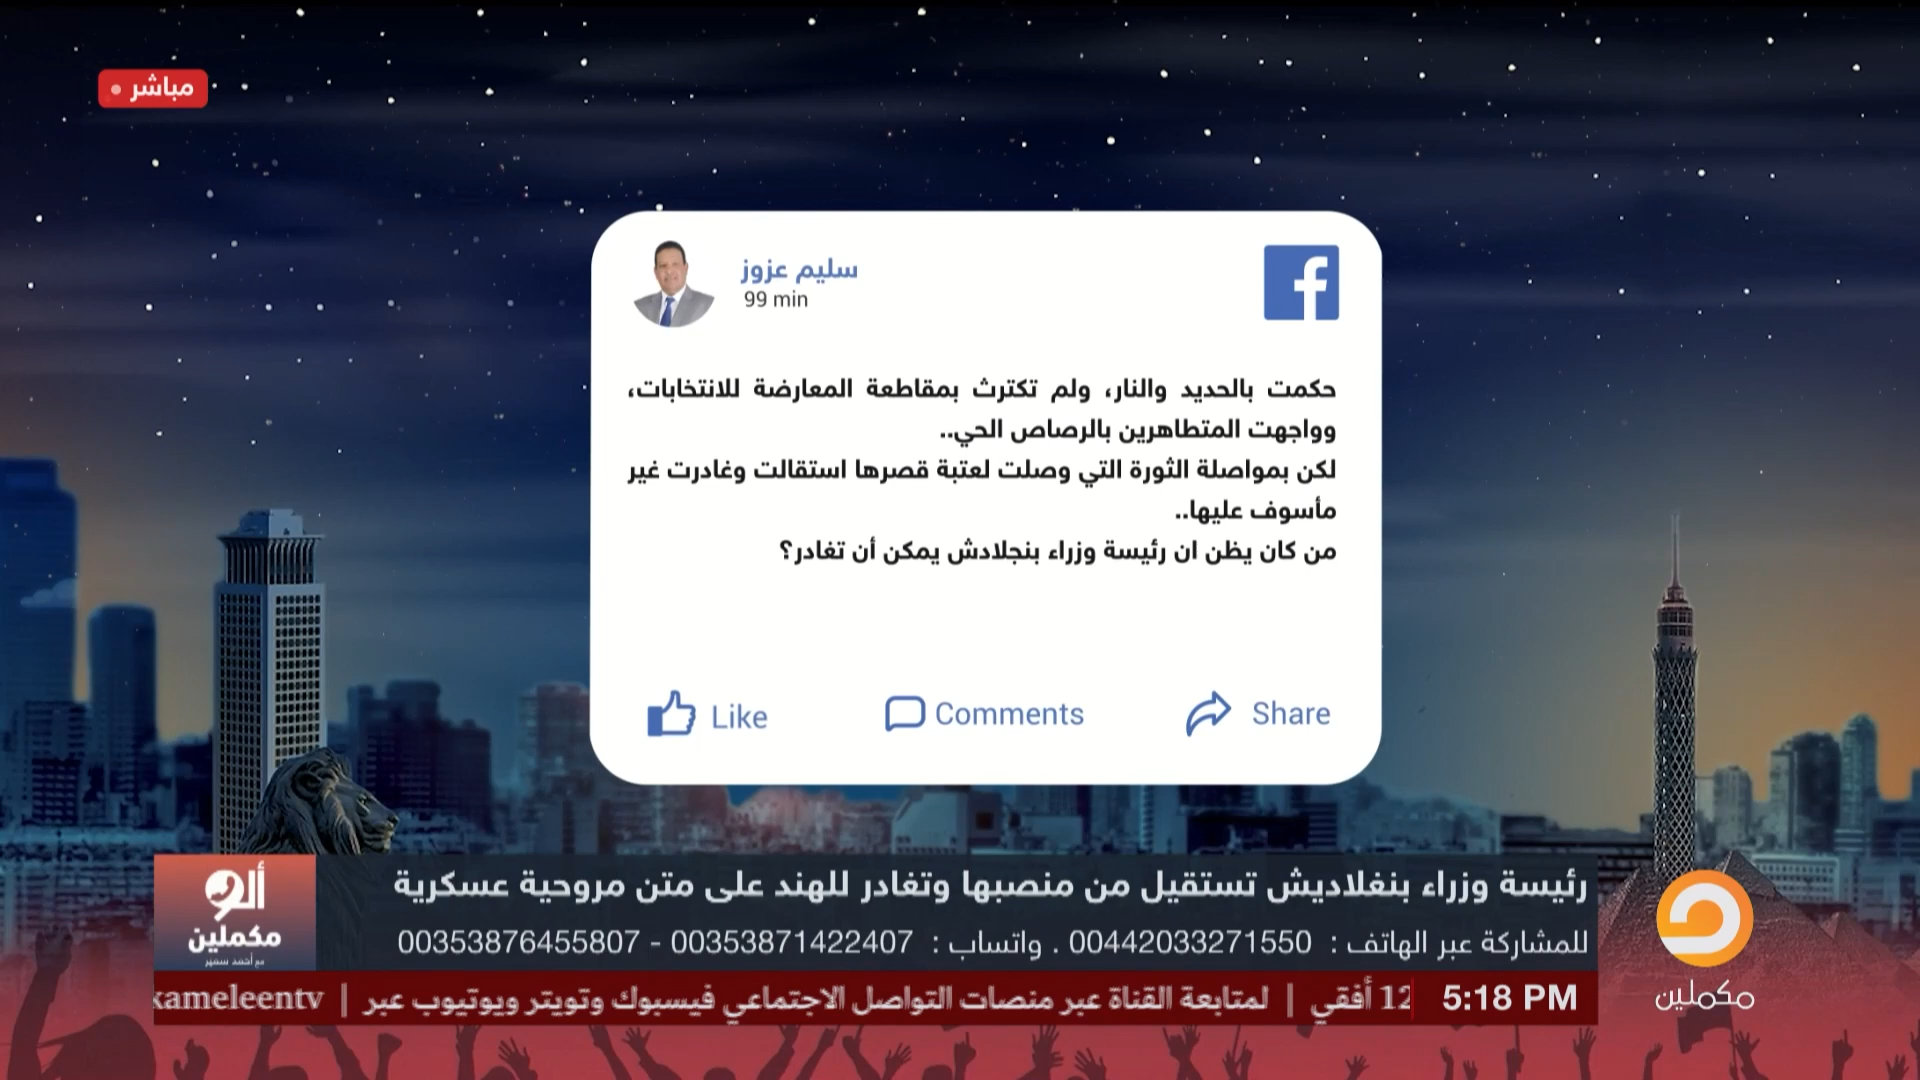 مباشر
سليم عزوز
99 min
حكمت بالحديد والنار، ولم تكترث بمقاطعة المعارضة للانتخابات،
وواجهت المتطاهرين بالرصاص الحي..
لكن بمواصلة الثورة التي وصلت لعتبة قصرها استقالت وغادرت غير
مأسوف عليها..
من كان يظن ان رئيسة وزراء بنجلادش يمكن أن تغادر؟
Like
Comments
Share
رئيسة وزراء بنغلاديش تستقيل من منصبها وتغادر للهند على متن مروحية عسكرية
للمشاركة عبر الهاتف : 00442033271550 . واتساب : 00353871422407 - 00353876455807
ألو
مكملين
مع أحمد سمير
12 أفقي | لمتابعة القناة عبر منصات التواصل الاجتماعي فيسبوك وتويتر ويوتيوب عبر | kameleentv
5:18 PM
مكملين